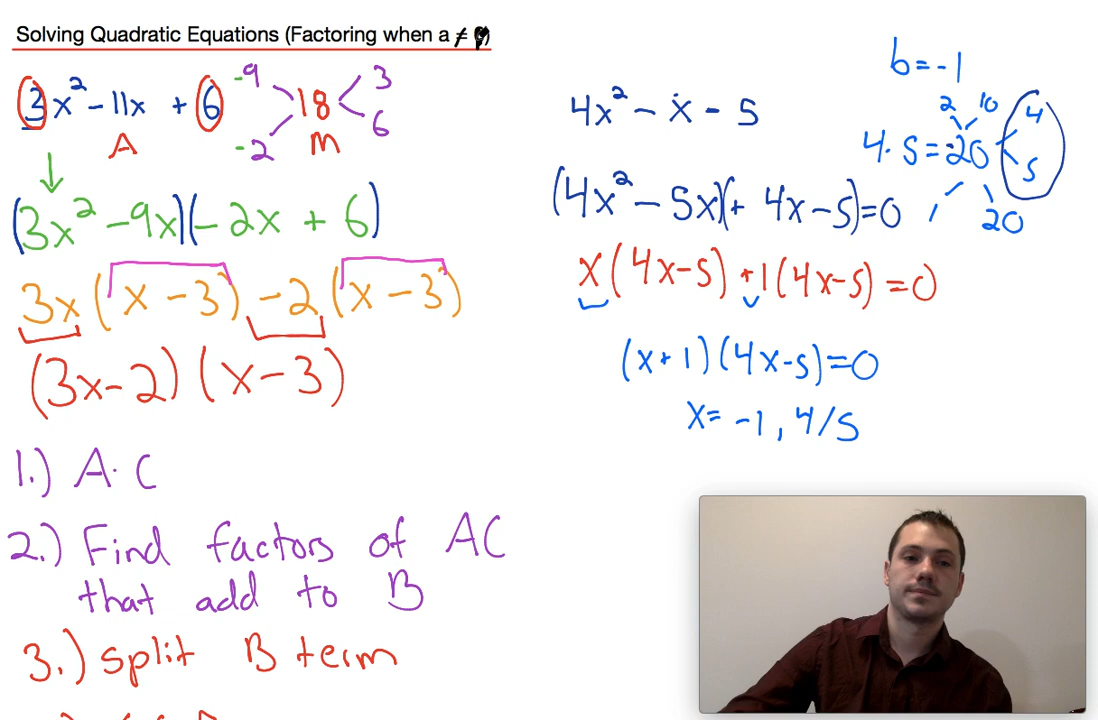 Solving Quadratic Equations (Factoring when a ≠
3x² - 11x + 6
A
-9
-2
18
M
3
6
(3x² - 9x)(-2x + 6)
3x (x - 3) - 2 (x - 3)
(3x - 2) (x - 3)
1.) A·C
2.) Find factors of AC
that add to B
3.) split B term
4x² - x - 5
b = -1
2 10
4·5 = -20
4
5
1 20
(4x² - 5x)(+ 4x - 5) = 0
x(4x-5) +1(4x-5) = 0
(x+1)(4x-5)=0
x= -1, 4/5